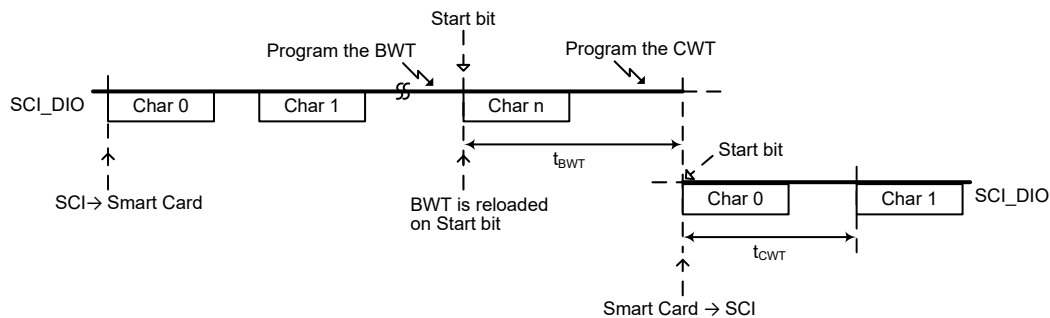 Start bit
Program the BWT
Program the CWT
SCI_DIO
Char 0
Char 1
Char n
tBWT
Start bit
SCI→ Smart Card
BWT is reloaded
on Start bit
Char 0
Char 1
SCI_DIO
tCWT
Smart Card → SCI